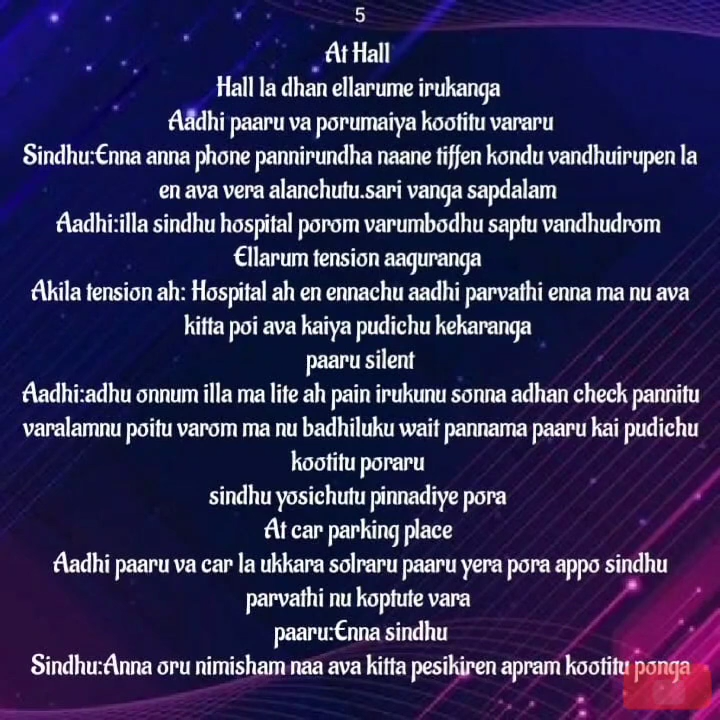 5
At Hall
Hall la dhan ellarume irukanga
Aadhi paaru va porumaiya kootitu vararu
Sindhu:Enna anna phone pannirundha naane tiffen kondu vandhuirupen la
en ava vera alanchutu.sari vanga sapdalam
Aadhi:illa sindhu hospital porom varumbodhu saptu vandhudrom
Ellarum tension aaguranga
Akila tension ah: Hospital ah en ennachu aadhi parvathi enna ma nu ava
kitta poi ava kaiya pudichu kekaranga
paaru silent
Aadhi:adhu onnum illa ma lite ah pain irukunu sonna adhan check pannitu
varalamnu poitu varom ma nu badhiluku wait pannama paaru kai pudichu
kootitu poraru
sindhu yosichutu pinnadiye pora
At car parking place
Aadhi paaru va car la ukkara solraru paaru yera pora appo sindhu
parvathi nu koptute vara
paaru:Enna sindhu
Sindhu:Anna oru nimisham naa ava kitta pesikiren apram kootitu ponga